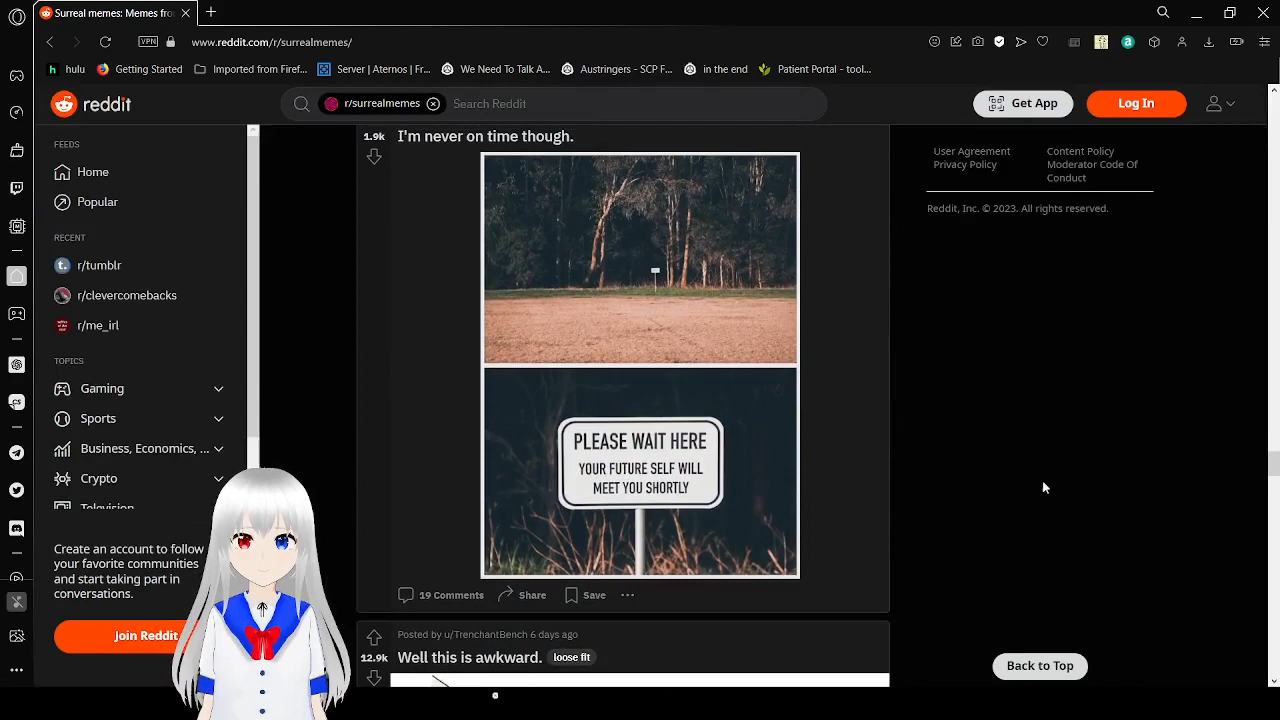 Surreal memes: Memes fro
VPN
www.reddit.com/r/surrealmemes/
hulu
Getting Started
Imported from Firef...
Server | Aternos | Fr...
We Need To Talk A...
Austringers - SCP F...
in the end
Patient Portal - tool...
reddit
r/surrealmemes
Search Reddit
Get App
Log In
FEEDS
Home
Popular
RECENT
r/tumblr
r/clevercomebacks
r/me_irl
TOPICS
Gaming
Sports
Business, Economics, ...
Crypto
Television
Create an account to follow
your favorite communities
and start taking part in
conversations.
Join Reddit
1.9k
I'm never on time though.
PLEASE WAIT HERE
YOUR FUTURE SELF WILL
MEET YOU SHORTLY
19 Comments
Share
Save
Posted by u/TrenchantBench 6 days ago
12.9k
Well this is awkward.
loose fit
User Agreement
Privacy Policy
Content Policy
Moderator Code Of
Conduct
Reddit, Inc. © 2023. All rights reserved.
Back to Top